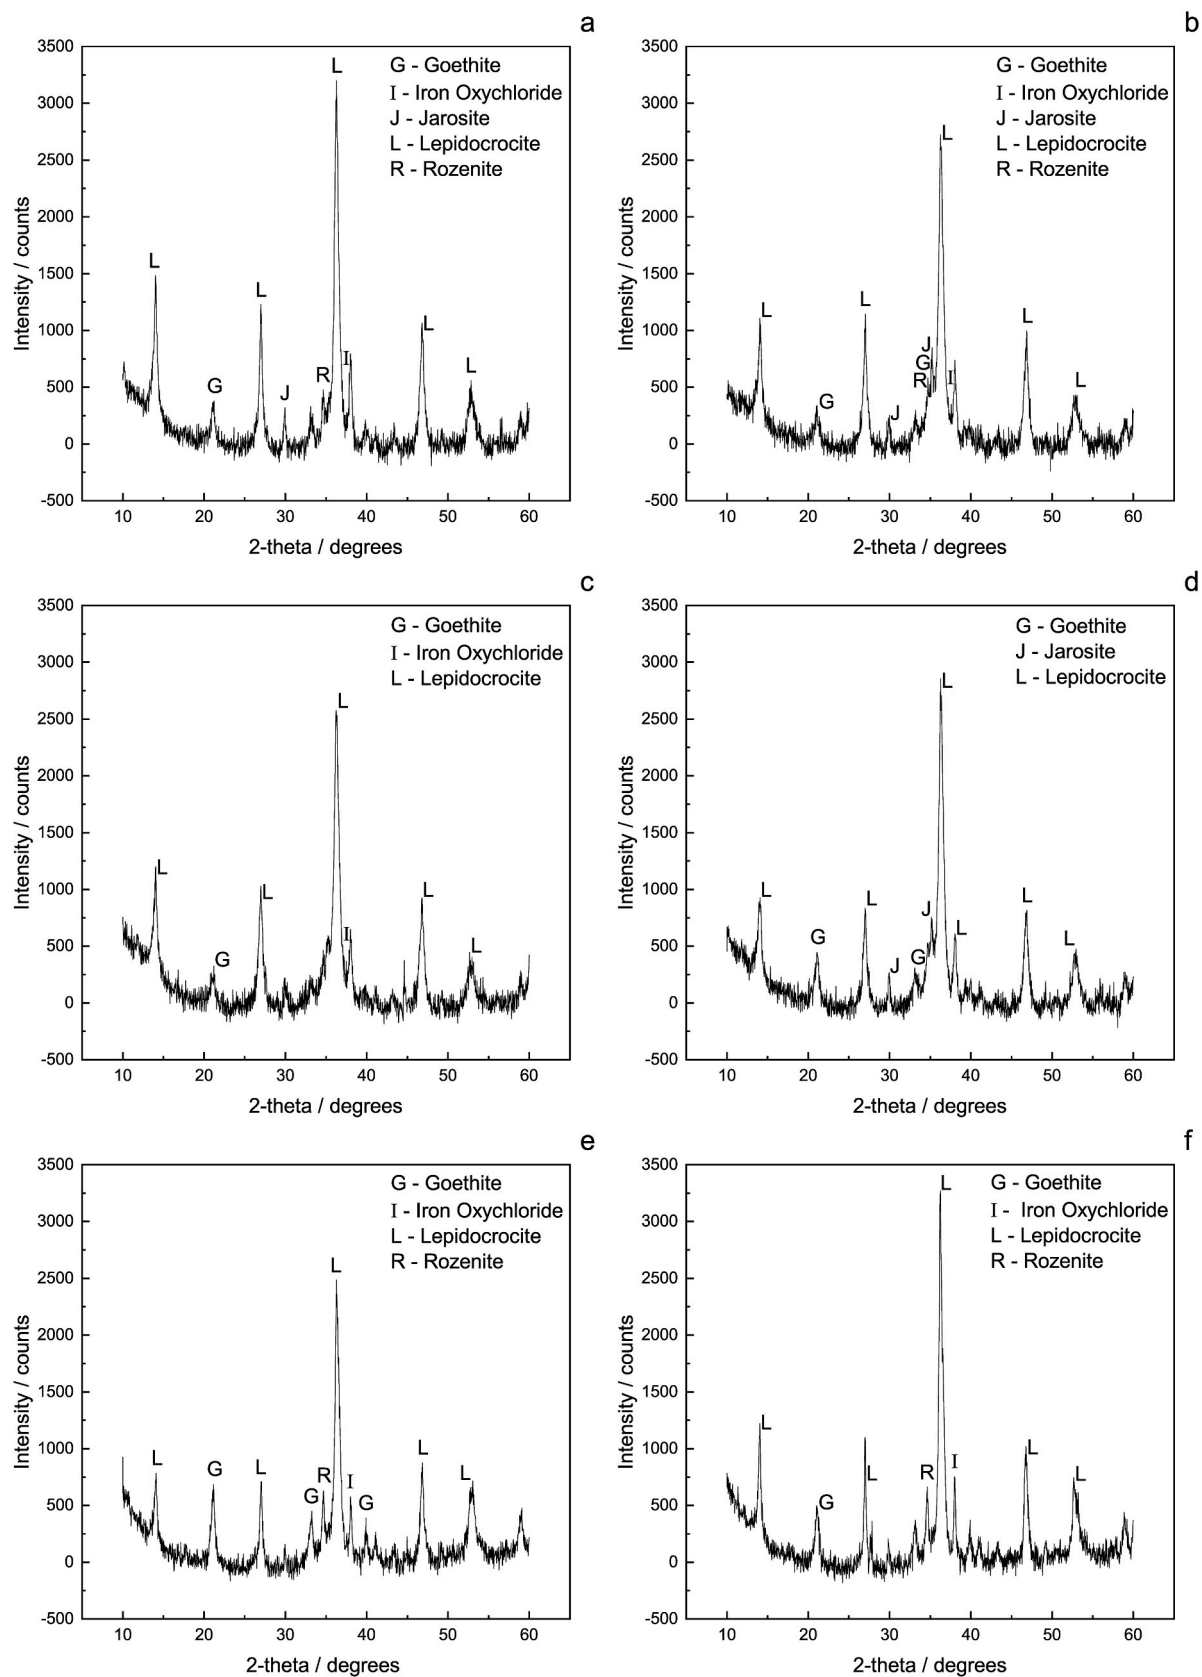 a
3500
3000
2500
2000
1500
1000
500
0
-500
Intensity / counts
G - Goethite
I - Iron Oxychloride
J - Jarosite
L - Lepidocrocite
R - Rozenite
L
L
G
L
J
R
I
L
L
10 20 30 40 50 60
2-theta / degrees
b
3500
3000
2500
2000
1500
1000
500
0
-500
Intensity / counts
G - Goethite
I - Iron Oxychloride
J - Jarosite
L - Lepidocrocite
R - Rozenite
L
L
G
L
J
J
G
R
I
L
L
10 20 30 40 50 60
2-theta / degrees
c
3500
3000
2500
2000
1500
1000
500
0
-500
Intensity / counts
G - Goethite
I - Iron Oxychloride
L - Lepidocrocite
L
L
G
L
I
L
L
10 20 30 40 50 60
2-theta / degrees
d
3500
3000
2500
2000
1500
1000
500
0
-500
Intensity / counts
G - Goethite
J - Jarosite
L - Lepidocrocite
L
L
G
L
J
J
G
L
L
L
10 20 30 40 50 60
2-theta / degrees
e
3500
3000
2500
2000
1500
1000
500
0
-500
Intensity / counts
G - Goethite
I - Iron Oxychloride
L - Lepidocrocite
R - Rozenite
L
L
G
L
G
R
I
G
L
L
10 20 30 40 50 60
2-theta / degrees
f
3500
3000
2500
2000
1500
1000
500
0
-500
Intensity / counts
G - Goethite
I - Iron Oxychloride
L - Lepidocrocite
R - Rozenite
L
L
G
L
R
I
L
L
10 20 30 40 50 60
2-theta / degrees